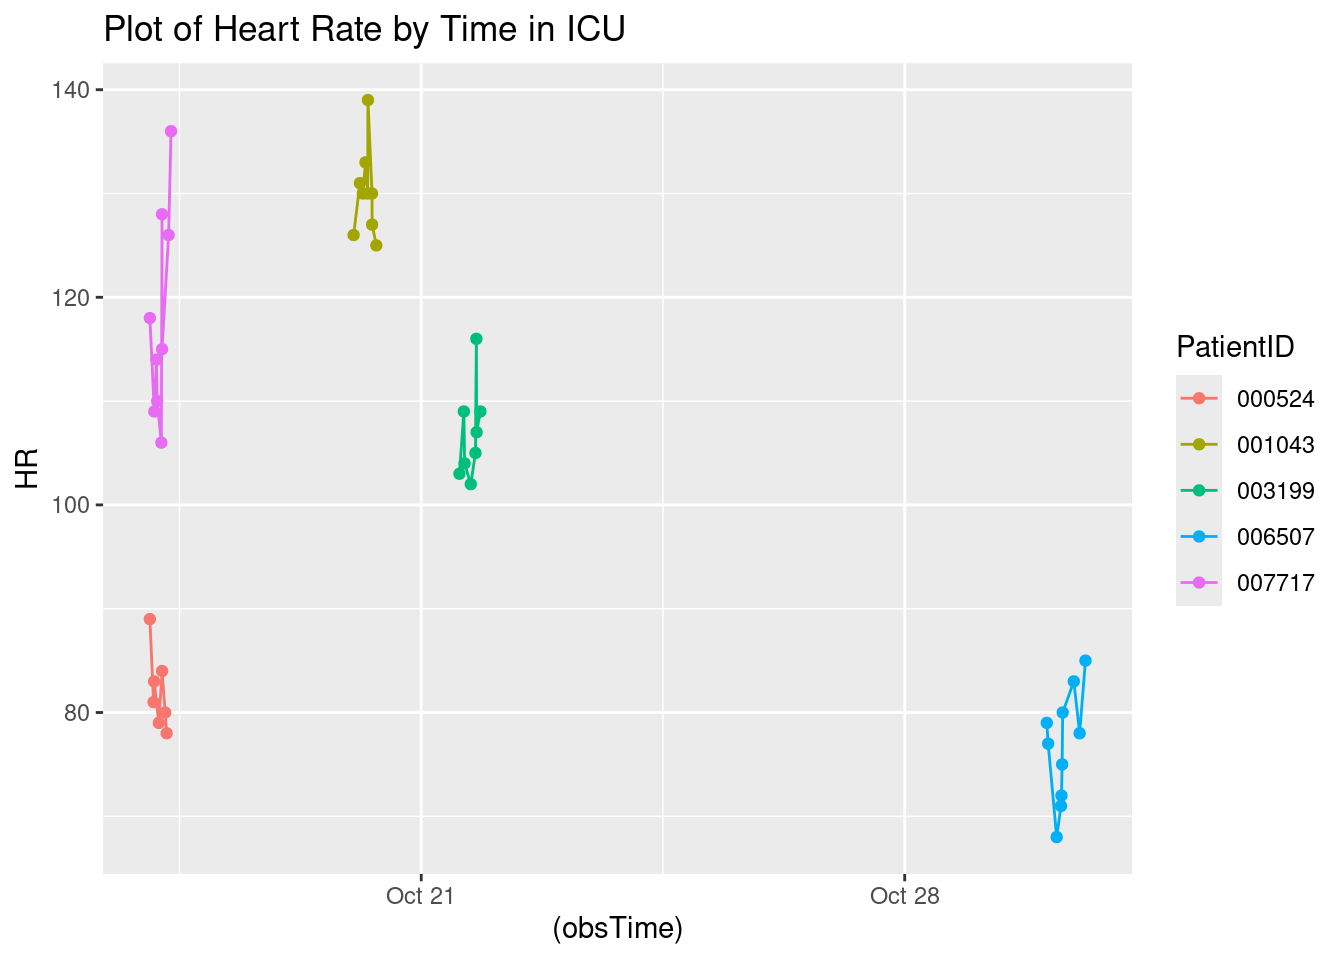 Plot of Heart Rate by Time in ICU
140
120
100
80
HR
Oct 21
Oct 28
(obsTime)
PatientID
000524
001043
003199
006507
007717